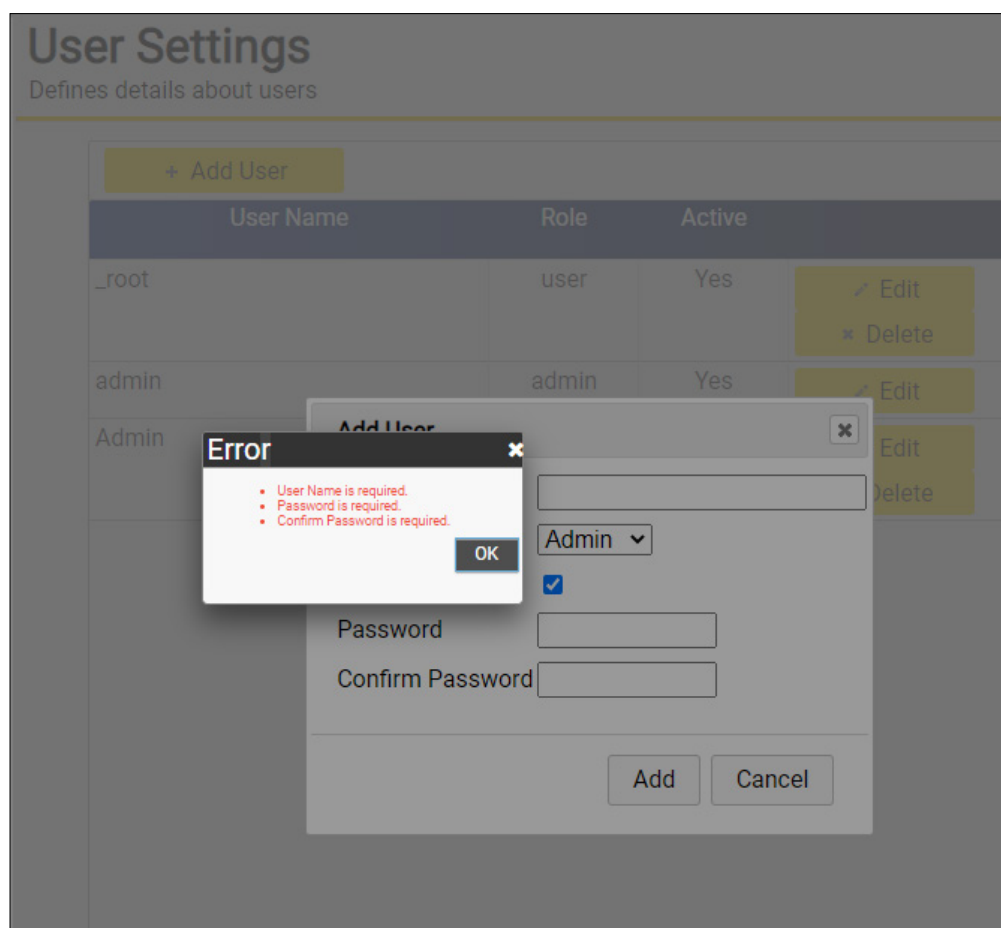 User Settings
Defines details about users
+ Add User
User Name Role Active
_root user Yes Edit
Delete
admin admin Yes Edit
Admin Edit
Delete
Add User
Error
User Name is required.
Password is required.
Confirm Password is required.
OK
Admin
Password
Confirm Password
Add Cancel